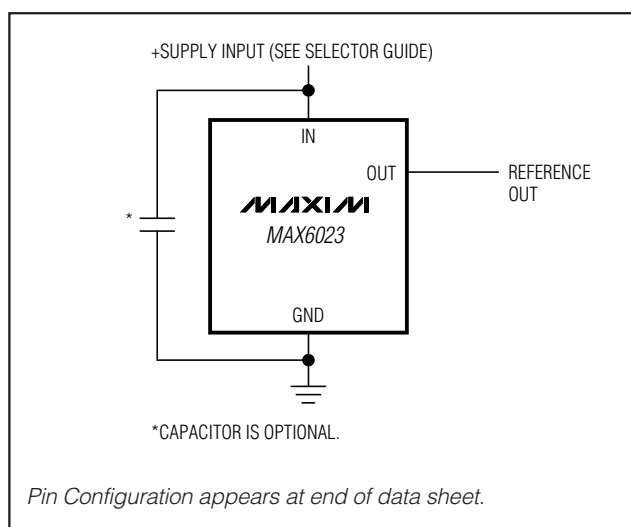 +SUPPLY INPUT (SEE SELECTOR GUIDE)
IN
OUT
REFERENCE
OUT
MAXIM
MAX6023
*
GND
*CAPACITOR IS OPTIONAL.
Pin Configuration appears at end of data sheet.